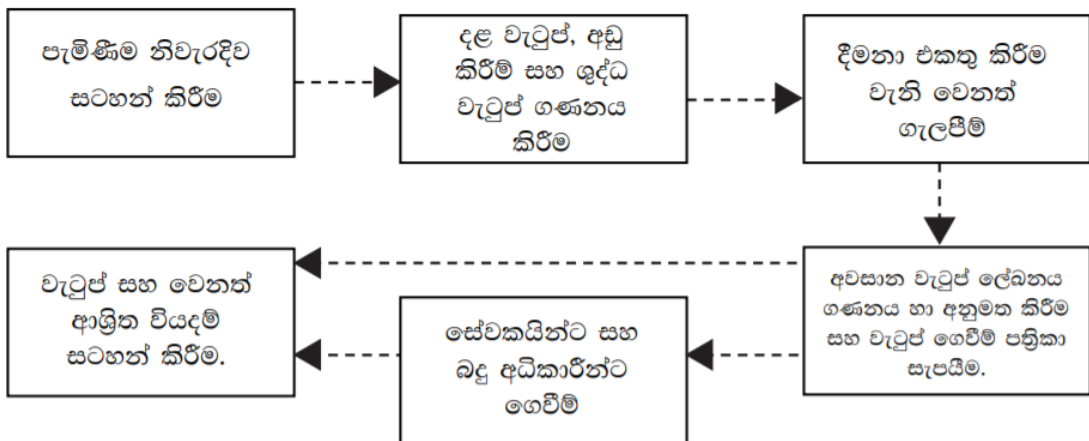 පැමිණීම නිවැරදිව
සටහන් කිරීම
දළ වැටුප්, අඩු
කිරීම් සහ ශුද්ධ
වැටුප් ගණනය
කිරීම
දීමනා එකතු කිරීම
වැනි වෙනත්
ගැලපීම්
අවසාන වැටුප් ලේඛනය
ගණනය හා අනුමත කිරීම
සහ වැටුප් ගෙවීම් පත්‍රිකා
සැපයීම.
සේවකයින්ට සහ
බදු අධිකාරීන්ට
ගෙවීම්
වැටුප් සහ වෙනත්
ආශ්‍රිත වියදම්
සටහන් කිරීම.